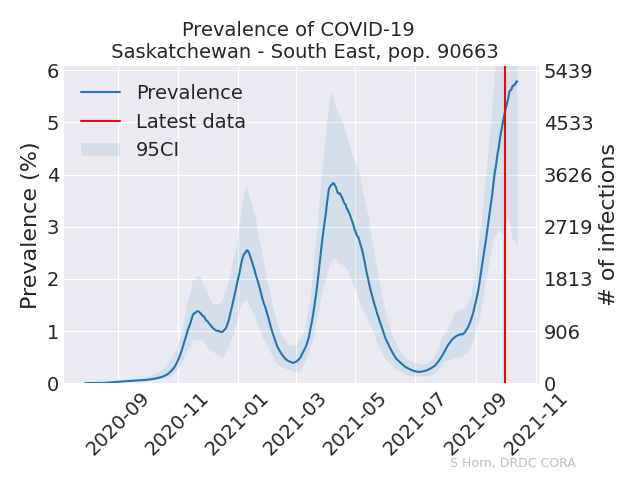 Prevalence of COVID-19
Saskatchewan - South East, pop. 90663
Prevalence (%)
6
5
4
3
2
1
0
Prevalence
Latest data
95CI
5439
4533
3626
2719
1813
906
0
# of infections
2020-09
2020-11
2021-01
2021-03
2021-05
2021-07
2021-09
2021-11
S Horn, DRDC CORA